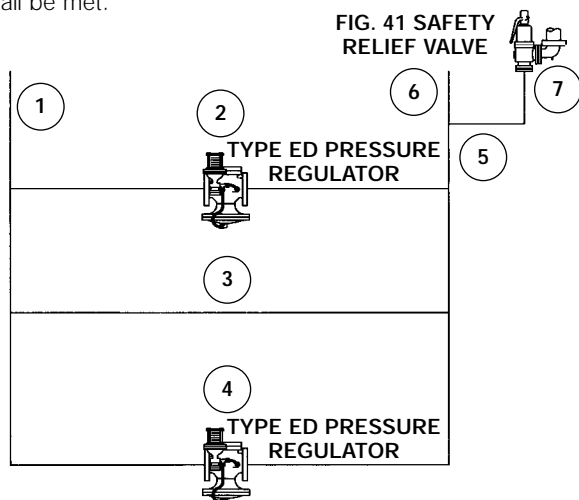 all be met.
FIG. 41 SAFETY
RELIEF VALVE
1
2
6
7
TYPE ED PRESSURE
REGULATOR
5
3
4
TYPE ED PRESSURE
REGULATOR